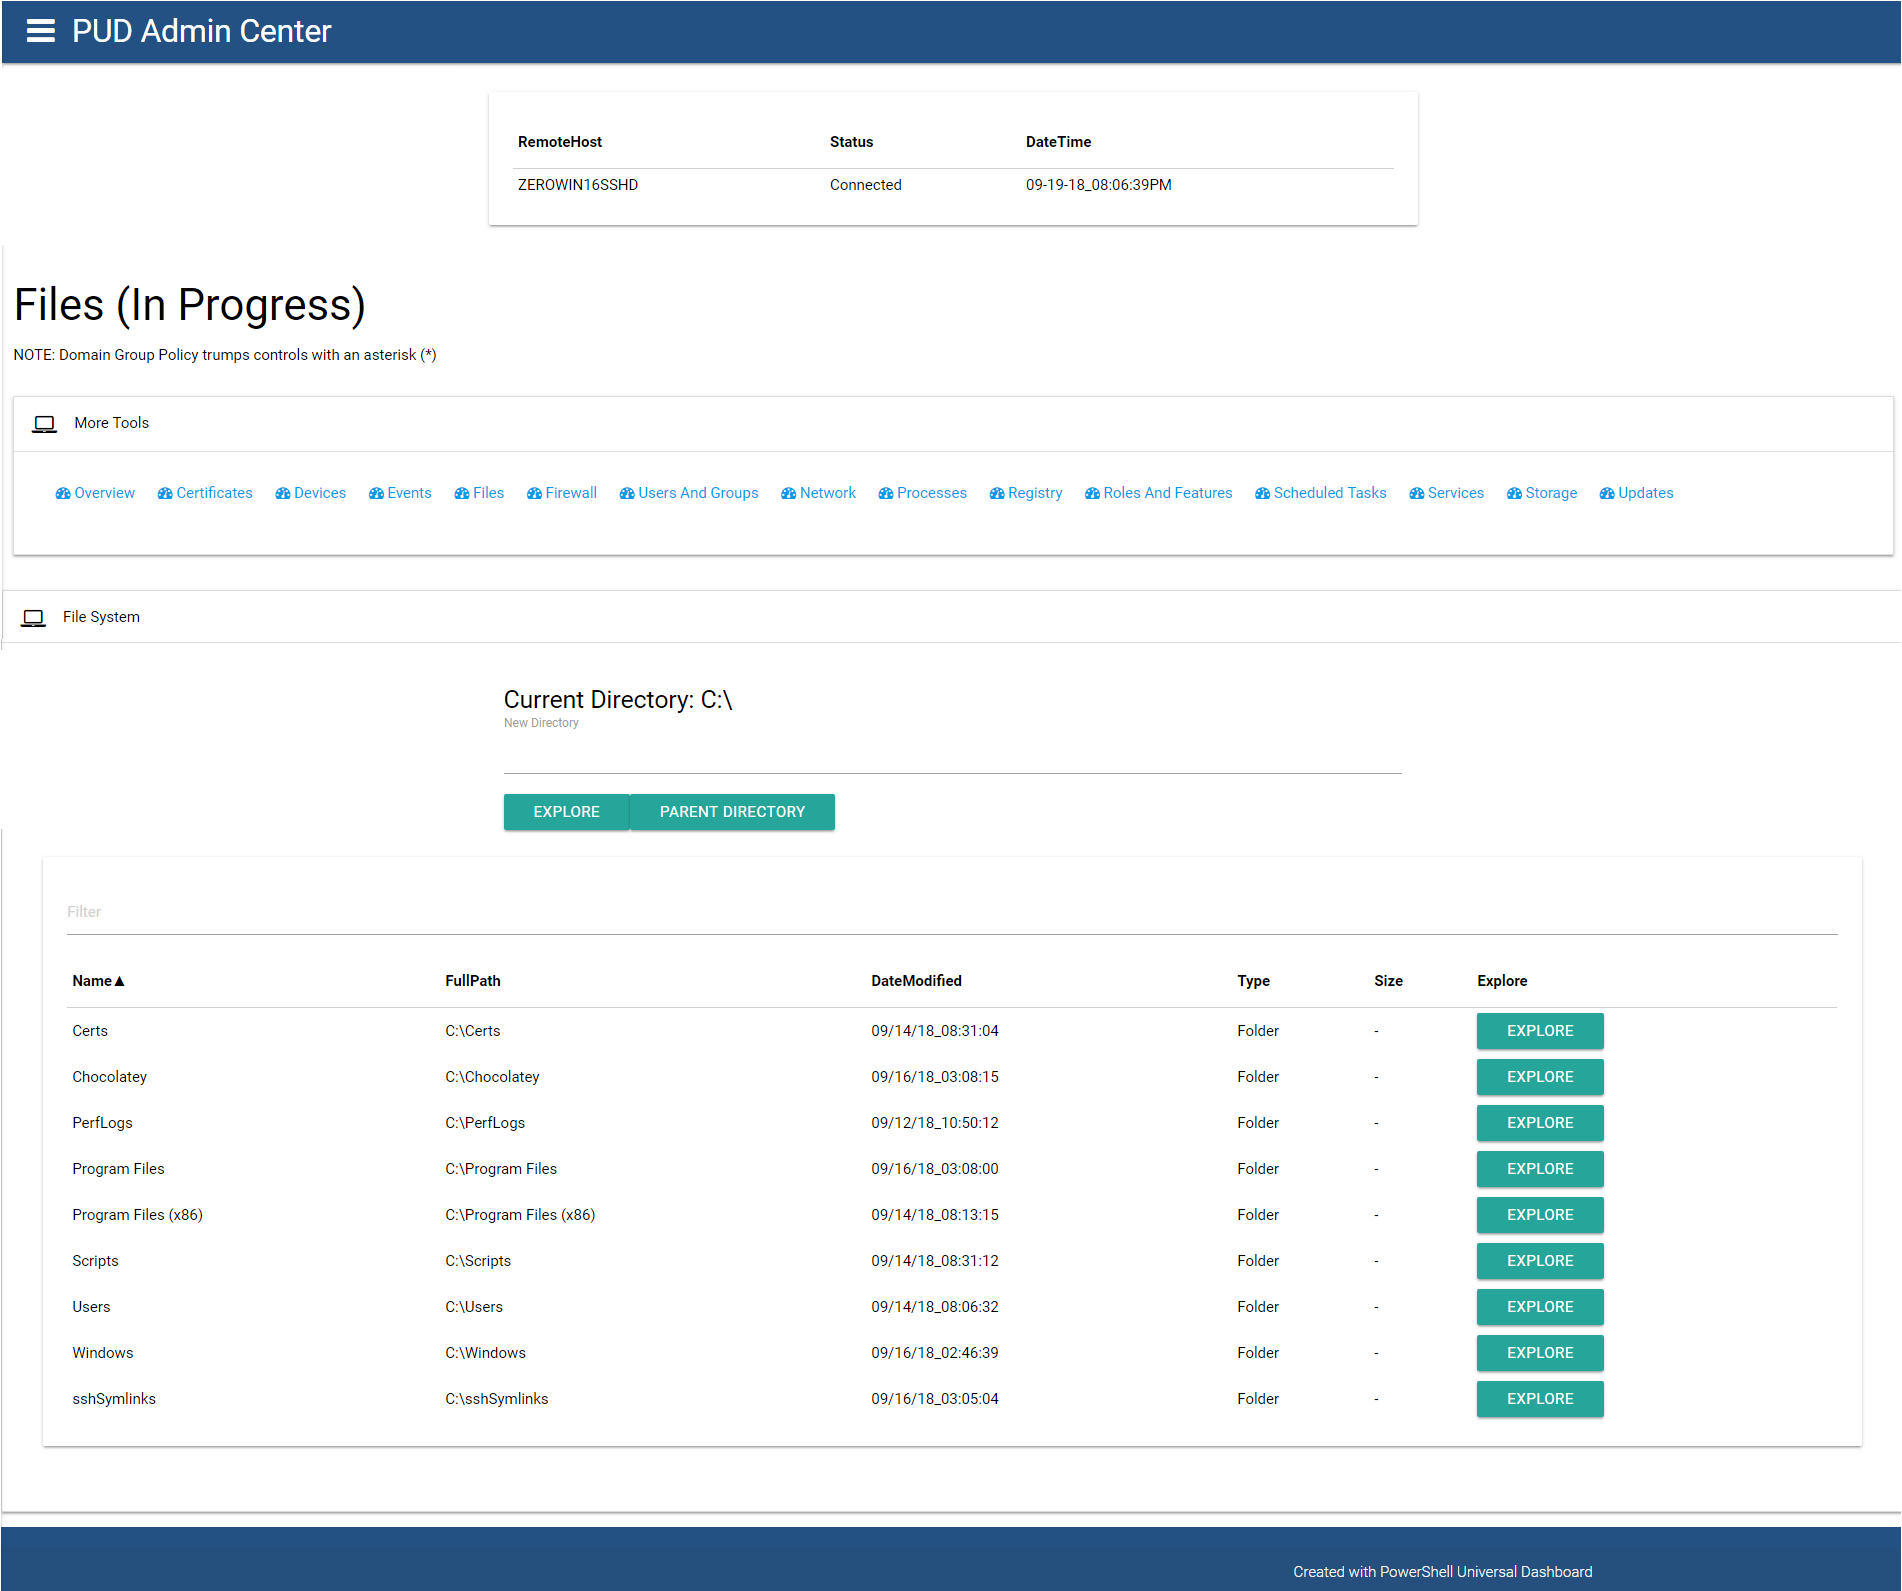 PUD Admin Center
RemoteHost Status DateTime
ZEROWIN16SSHD Connected 09-19-18_08:06:39PM
Files (In Progress)
NOTE: Domain Group Policy trumps controls with an asterisk (*)
More Tools
Overview Certificates Devices Events Files Firewall Users And Groups Network Processes Registry Roles And Features Scheduled Tasks Services Storage Updates
File System
Current Directory: C:\
New Directory
EXPLORE PARENT DIRECTORY
Filter
Name▲ FullPath DateModified Type Size Explore
Certs C:\Certs 09/14/18_08:31:04 Folder - EXPLORE
Chocolatey C:\Chocolatey 09/16/18_03:08:15 Folder - EXPLORE
PerfLogs C:\PerfLogs 09/12/18_10:50:12 Folder - EXPLORE
Program Files C:\Program Files 09/16/18_03:08:00 Folder - EXPLORE
Program Files (x86) C:\Program Files (x86) 09/14/18_08:13:15 Folder - EXPLORE
Scripts C:\Scripts 09/14/18_08:31:12 Folder - EXPLORE
Users C:\Users 09/14/18_08:06:32 Folder - EXPLORE
Windows C:\Windows 09/16/18_02:46:39 Folder - EXPLORE
sshSymlinks C:\sshSymlinks 09/16/18_03:05:04 Folder - EXPLORE
Created with PowerShell Universal Dashboard